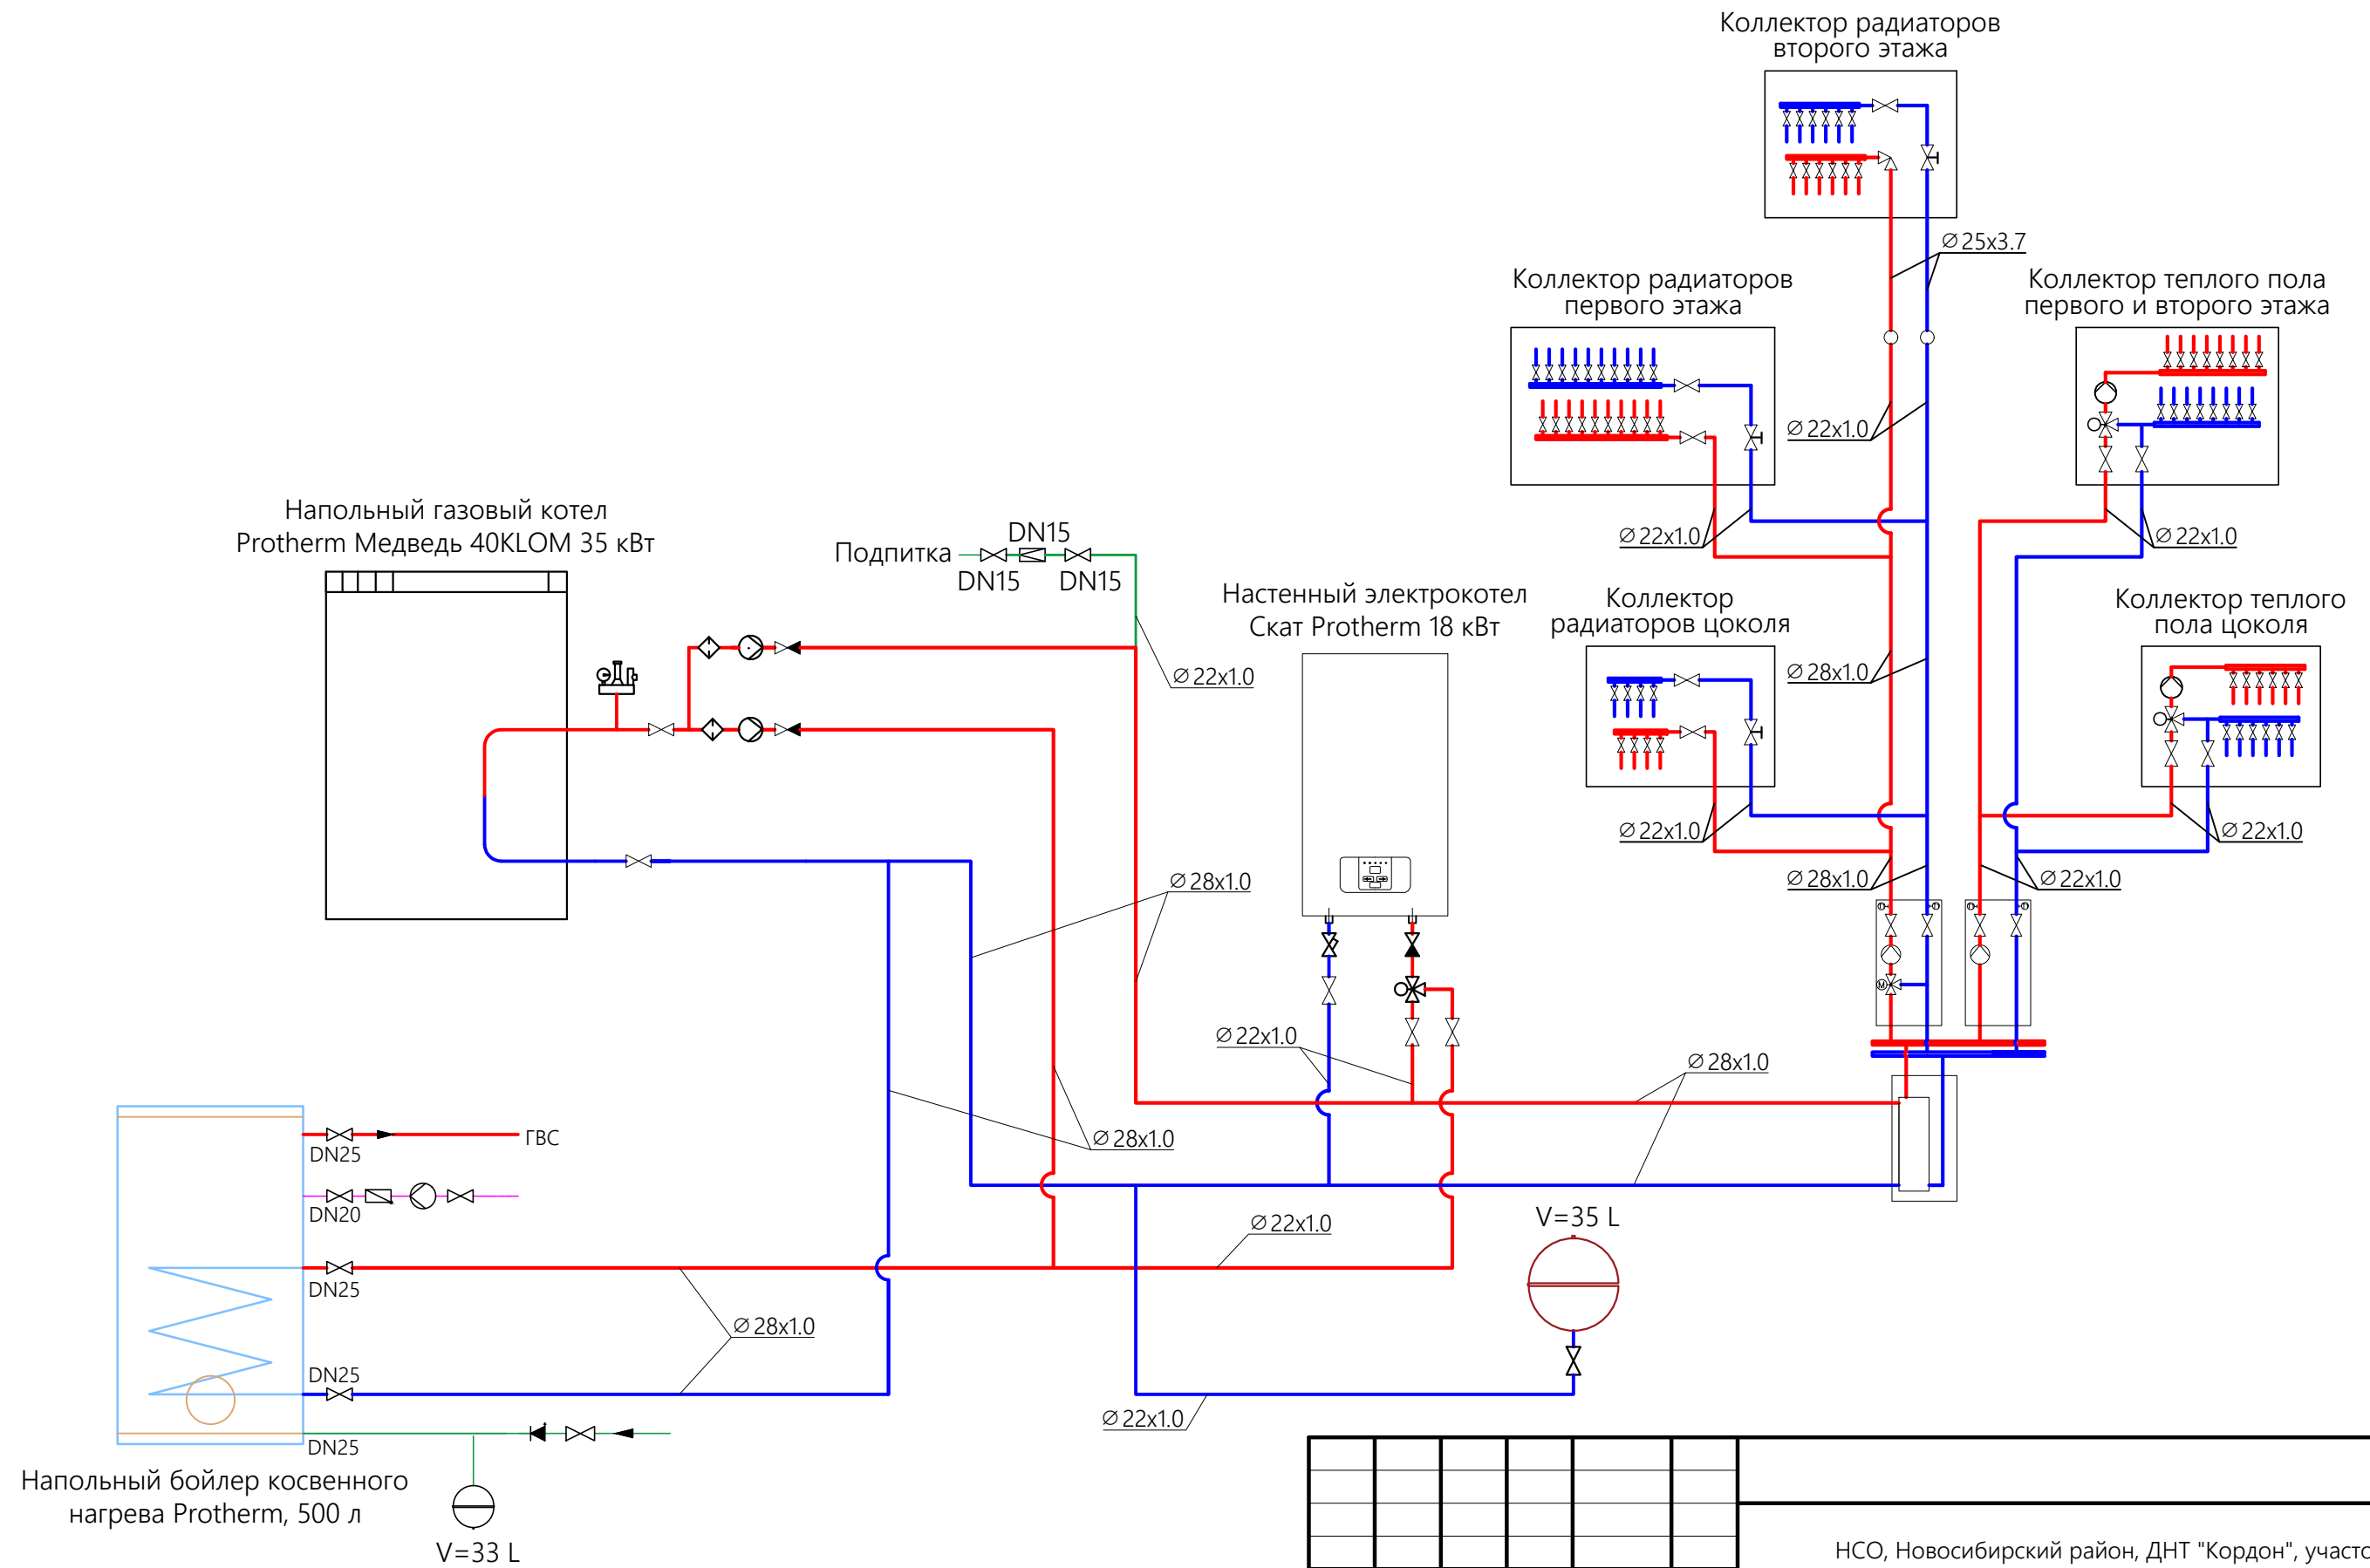 Коллектор радиаторов
второго этажа
∅25x3.7
Коллектор радиаторов
первого этажа
Коллектор теплого пола
первого и второго этажа
∅22x1.0
∅22x1.0
∅22x1.0
Напольный газовый котел
Protherm Медведь 40KLOM 35 кВт
Подпитка
DN15
DN15
DN15
∅22x1.0
Настенный электрокотел
Скат Protherm 18 кВт
Коллектор
радиаторов цоколя
Коллектор теплого
пола цоколя
∅28x1.0
∅22x1.0
∅22x1.0
∅28x1.0
∅28x1.0
∅22x1.0
∅22x1.0
∅28x1.0
∅28x1.0
M
ГВС
DN25
DN20
DN25
∅22x1.0
V=35 L
∅28x1.0
DN25
∅22x1.0
DN25
Напольный бойлер косвенного
нагрева Protherm, 500 л
V=33 L
НСО, Новосибирский район, ДНТ "Кордон", участо